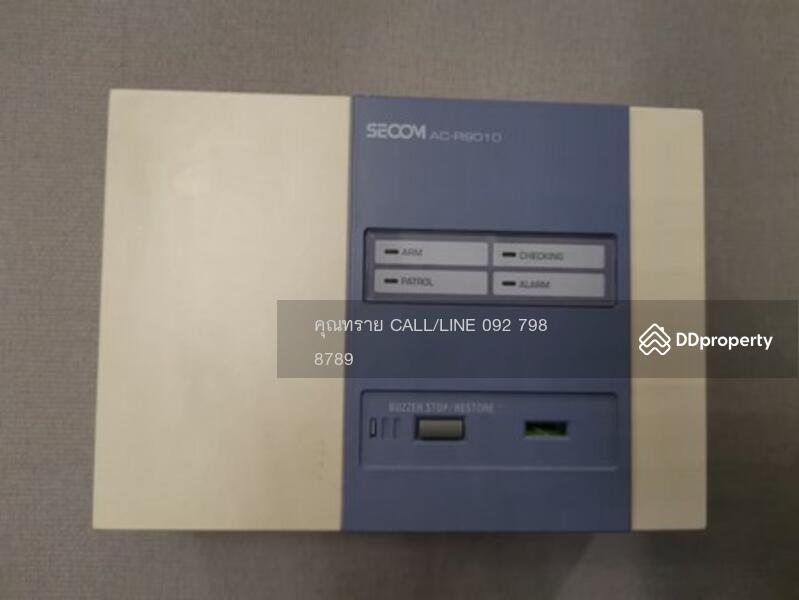 SECOM AC-R9010
ARM
CHECKING
PATROL
ALARM
คุณทราย CALL/LINE 092 798
8789
DDproperty
BUZZER STOP/RESTORE